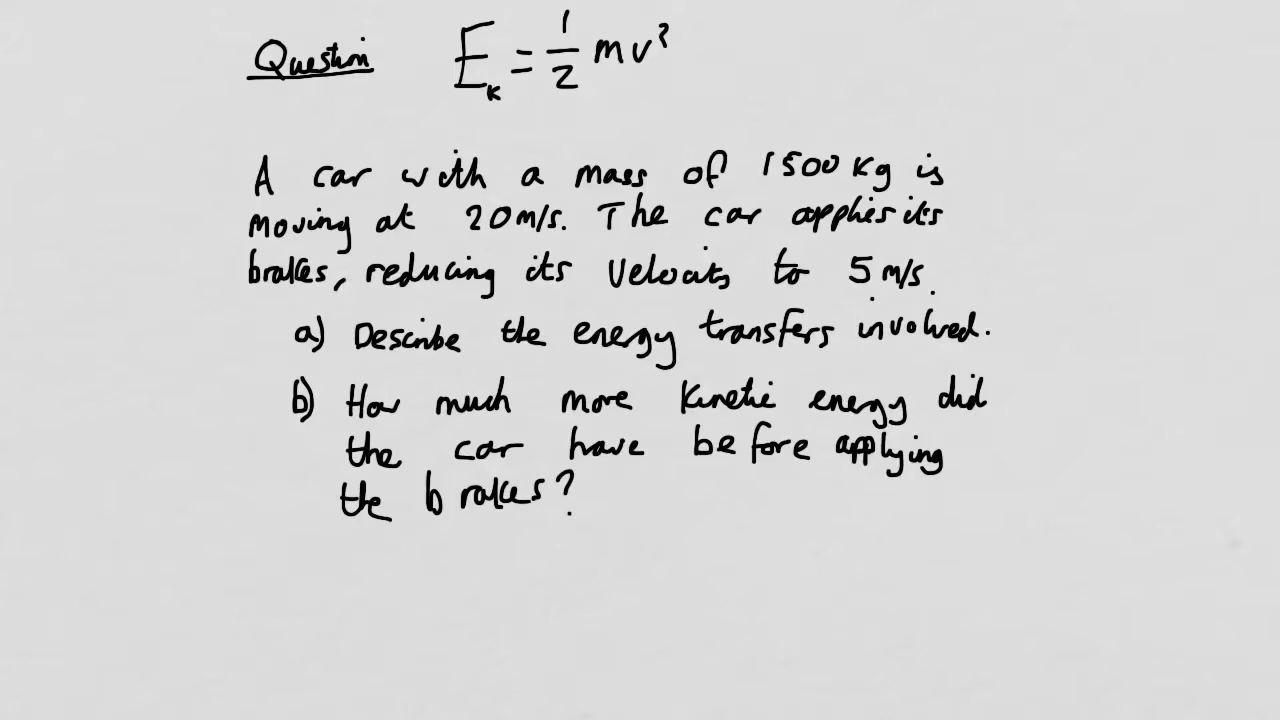 Question
Eₖ = 1/2 mv²
A car with a mass of 1500 kg is
moving at 20 m/s. The car applies its
brakes, reducing its velocity to 5 m/s.
a) Describe the energy transfers involved.
b) How much more kinetic energy did
the car have before applying
the brakes?